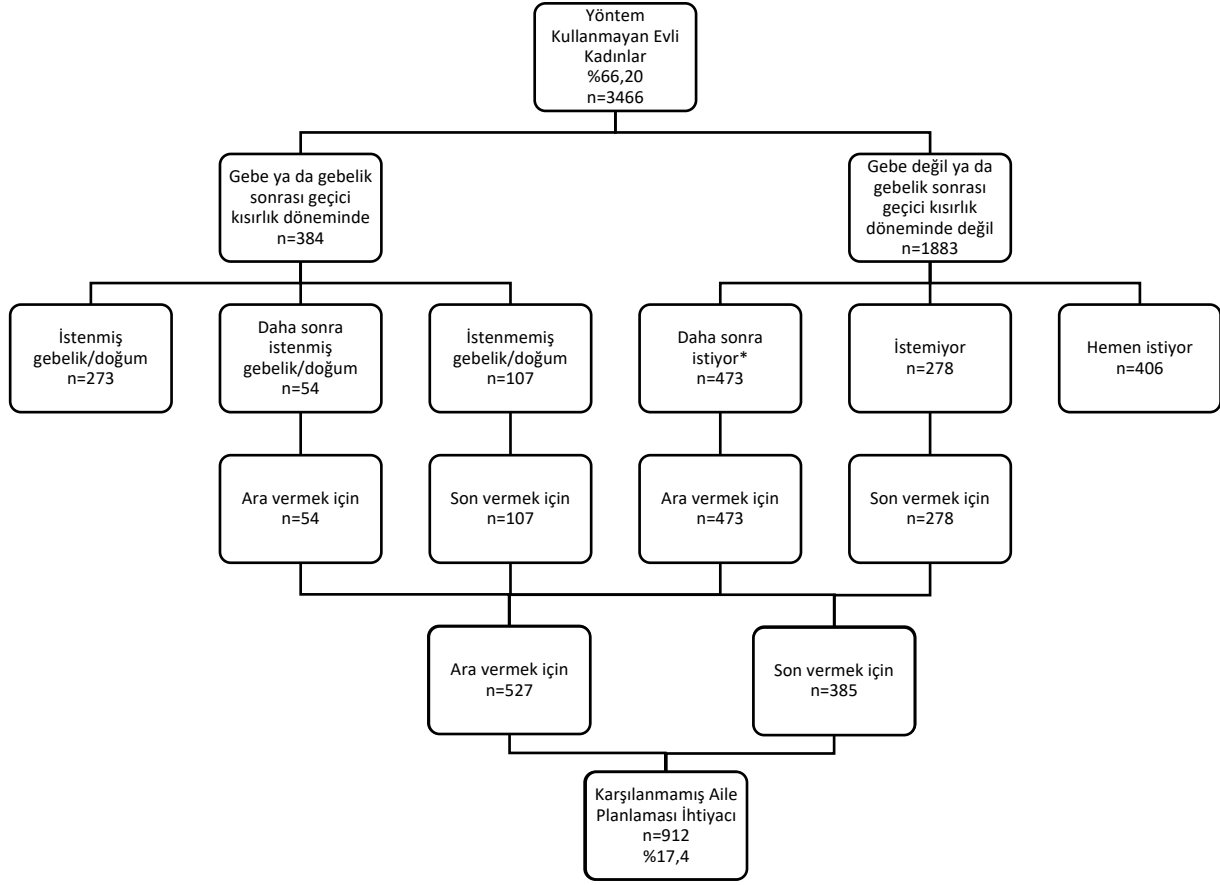 Yöntem
Kullanmayan Evli
Kadınlar
%66,20
n=3466
Gebe ya da gebelik
sonrası geçici
kısırlık döneminde
n=384
Gebe değil ya da
gebelik sonrası
geçici kısırlık
döneminde değil
n=1883
İstenmiş
gebelik/doğum
n=273
Daha sonra
istenmiş
gebelik/doğum
n=54
İstenmemiş
gebelik/doğum
n=107
Daha sonra
istiyor*
n=473
İstemiyor
n=278
Hemen istiyor
n=406
Ara vermek için
n=54
Son vermek için
n=107
Ara vermek için
n=473
Son vermek için
n=278
Ara vermek için
n=527
Son vermek için
n=385
Karşılanmamış Aile
Planlaması İhtiyacı
n=912
%17,4